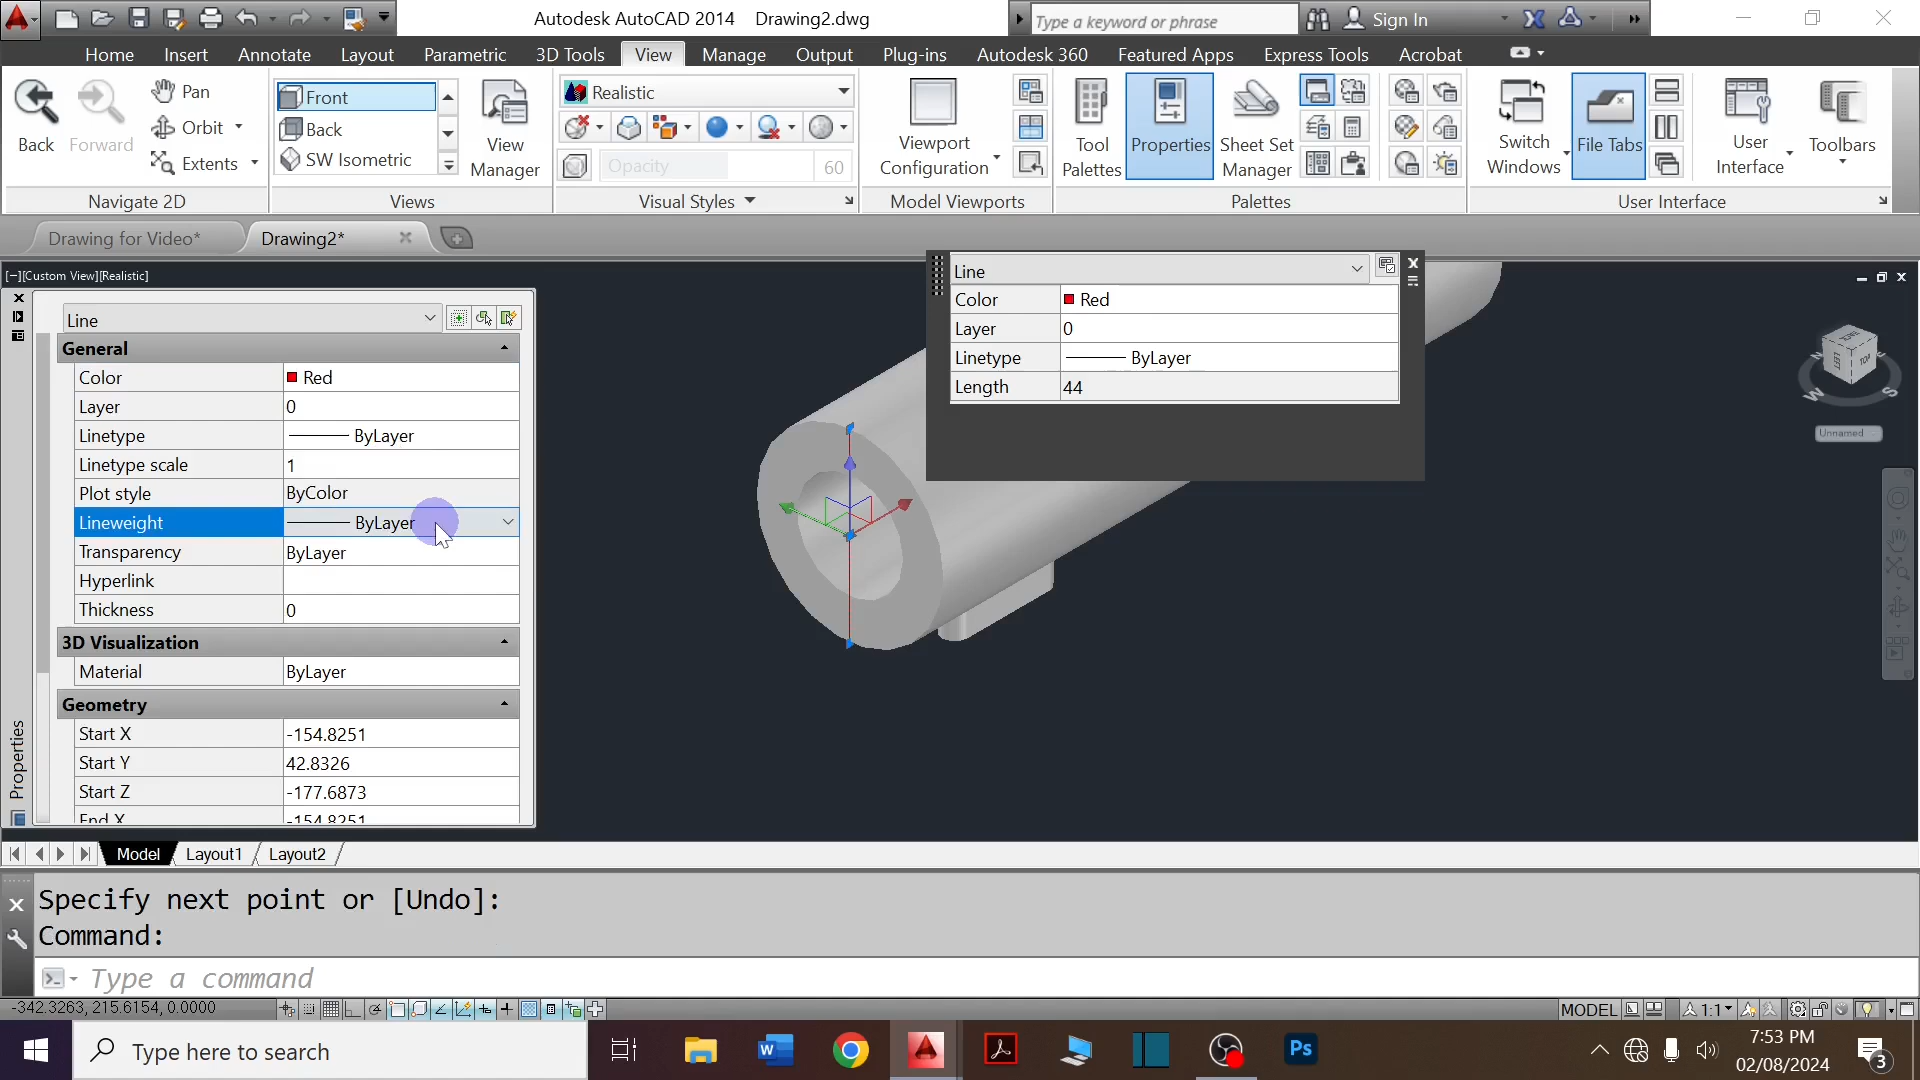 Autodesk AutoCAD 2014 Drawing2.dwg
Type a keyword or phrase
Sign In
Home Insert Annotate Layout Parametric 3D Tools View Manage Output Plug-ins Autodesk 360 Featured Apps Express Tools Acrobat
Back
Forward
Pan
Orbit
Extents
Front
Back
SW Isometric
View
Manager
Realistic
Opacity 60
Viewport
Configuration
Tool
Palettes
Properties
Sheet Set
Manager
Switch
Windows
File Tabs
User
Interface
Toolbars
Navigate 2D Views Visual Styles Model Viewports Palettes User Interface
Drawing for Video* Drawing2*
[−][Custom View][Realistic]
Line
General
Color Red
Layer 0
Linetype ByLayer
Linetype scale 1
Plot style ByColor
Lineweight ByLayer
Transparency ByLayer
Hyperlink
Thickness 0
3D Visualization
Material ByLayer
Geometry
Start X -154.8251
Start Y 42.8326
Start Z -177.6873
End X -154.8251
Properties
Line
Color Red
Layer 0
Linetype ByLayer
Length 44
TOP
W
S
Unnamed
Model Layout1 Layout2
Specify next point or [Undo]:
Command:
Type a command
-342.3263, 215.6154, 0.0000
MODEL
1:1
Type here to search
W
Ps
7:53 PM
02/08/2024
3